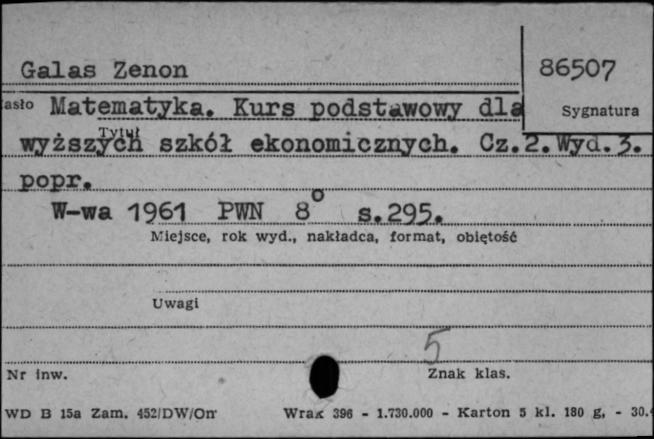 Galas Zenon
86507
asło Matematyka. Kurs podstawowy dla
Sygnatura
Tytuł
wyższych szkół ekonomicznych. Cz.2. Wyd. 3.
popr.
W-wa 1961 PWN 8° s.295.
Miejsce, rok wyd., nakładca, format, obiętość
Uwagi
5
Nr inw.
Znak klas.
WD B 15a Zam. 452/DW/On Wrak 396 - 1.730.000 - Karton 5 kl. 180 g, - 30.